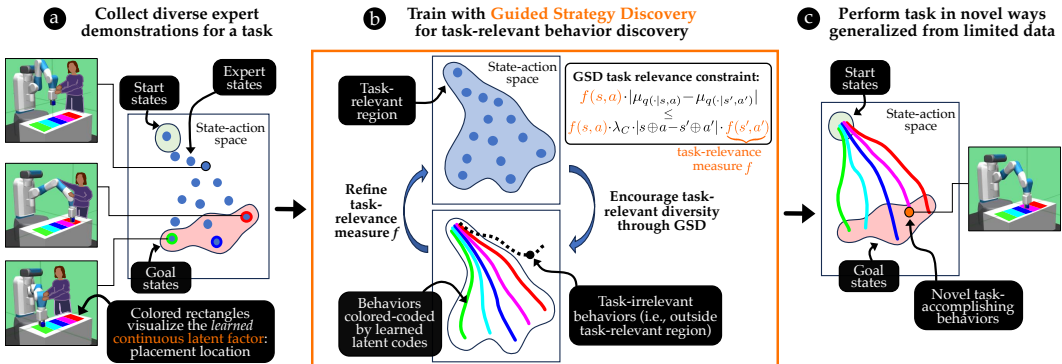 a Collect diverse expert
demonstrations for a task
Start
states
Expert
states
State-action
space
Goal
states
Colored rectangles
visualize the learned
continuous latent factor:
placement location
b Train with Guided Strategy Discovery
for task-relevant behavior discovery
Task-
relevant
region
State-action
space
GSD task relevance constraint:
f(s,a)·|μ_{q(·|s,a)} − μ_{q(·|s′,a′)}|
≤
f(s,a)·λ_C·|s⊕a−s′⊕a′|·f(s′,a′)
task-relevance
measure f
Refine
task-
relevance
measure f
Encourage task-
relevant diversity
through GSD
Behaviors
color-coded
by learned
latent codes
Task-irrelevant
behaviors (i.e., outside
task-relevant region)
c Perform task in novel ways
generalized from limited data
Start
states
State-action
space
Goal
states
Novel task-
accomplishing
behaviors